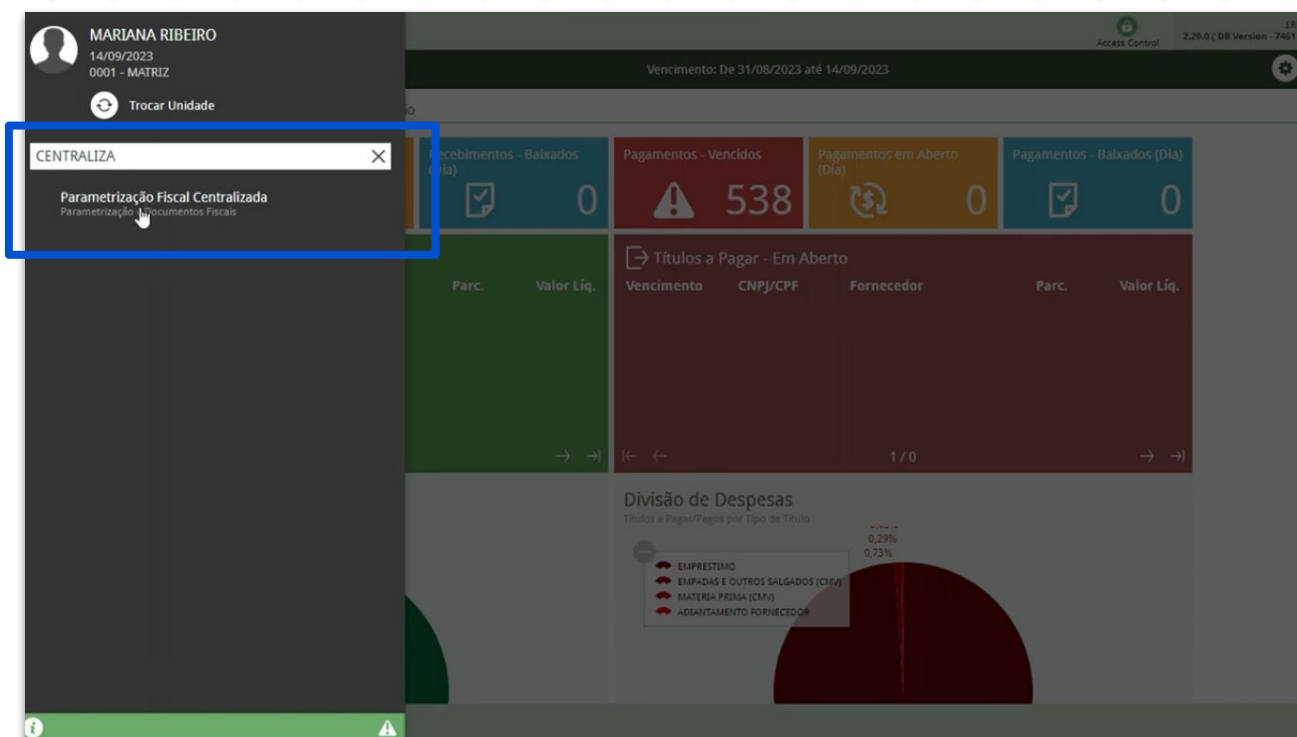 MARIANA RIBEIRO
14/09/2023
0001 - MATRIZ
Trocar Unidade
CENTRALIZA
Parametrização Fiscal Centralizada
Parametrização > Documentos Fiscais
Access Control
2.20.0 ( DB Version - 7461
Vencimento: De 31/08/2023 até 14/09/2023
Recebimentos - Baixados
(Dia)
0
Pagamentos - Vencidos
538
Pagamentos em Aberto
(Dia)
0
Pagamentos - Baixados (Dia)
0
Parc. Valor Líq.
Títulos a Pagar - Em Aberto
Vencimento CNPJ/CPF Fornecedor Parc. Valor Líq.
1 / 0
Divisão de Despesas
Títulos a Pagar/Pagos por Tipo de Título
0,29%
0,73%
EMPRESTIMO
EMPADAS E OUTROS SALGADOS (CMV)
MATERIA PRIMA (CMV)
ADIANTAMENTO FORNECEDOR